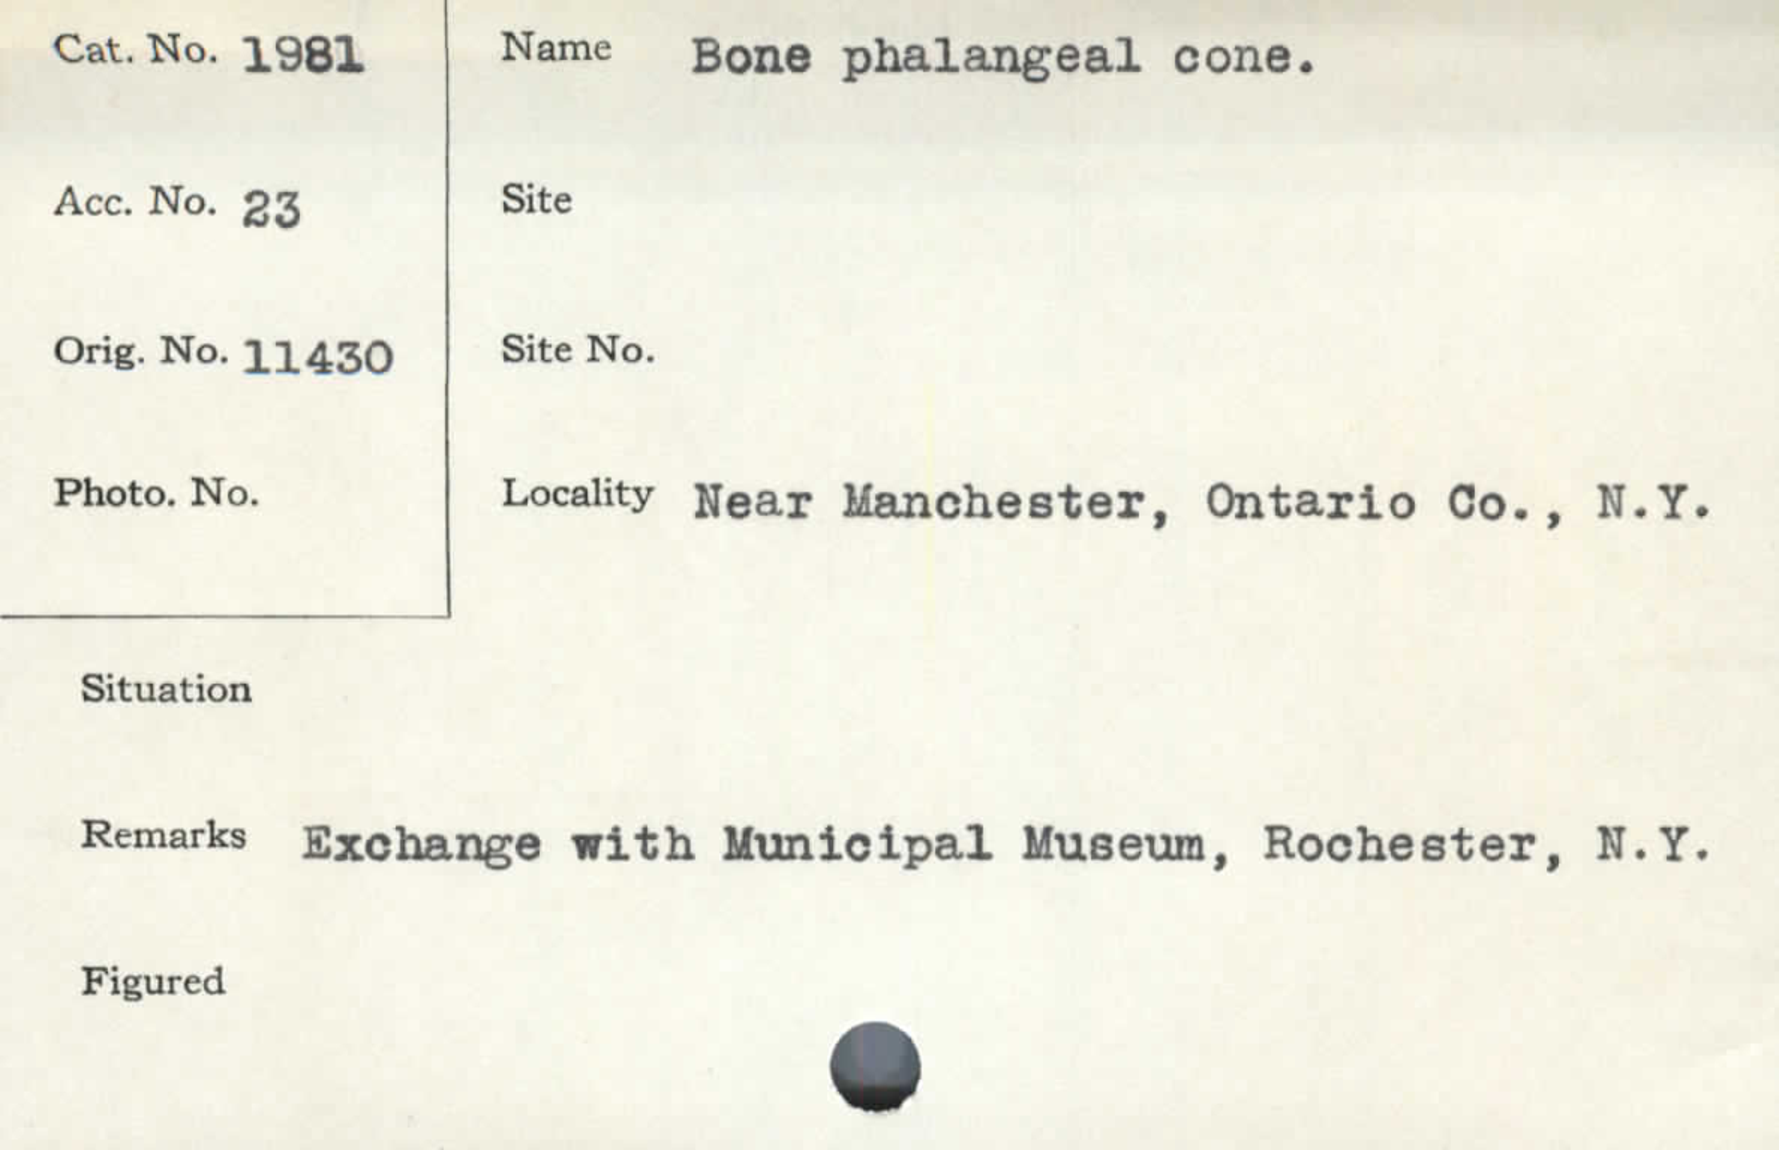 Cat. No. 1981
Name Bone phalangeal cone.
Acc. No. 23
Site
Orig. No. 11430
Site No.
Photo. No.
Locality Near Manchester, Ontario Co., N.Y.
Situation
Remarks Exchange with Municipal Museum, Rochester, N.Y.
Figured